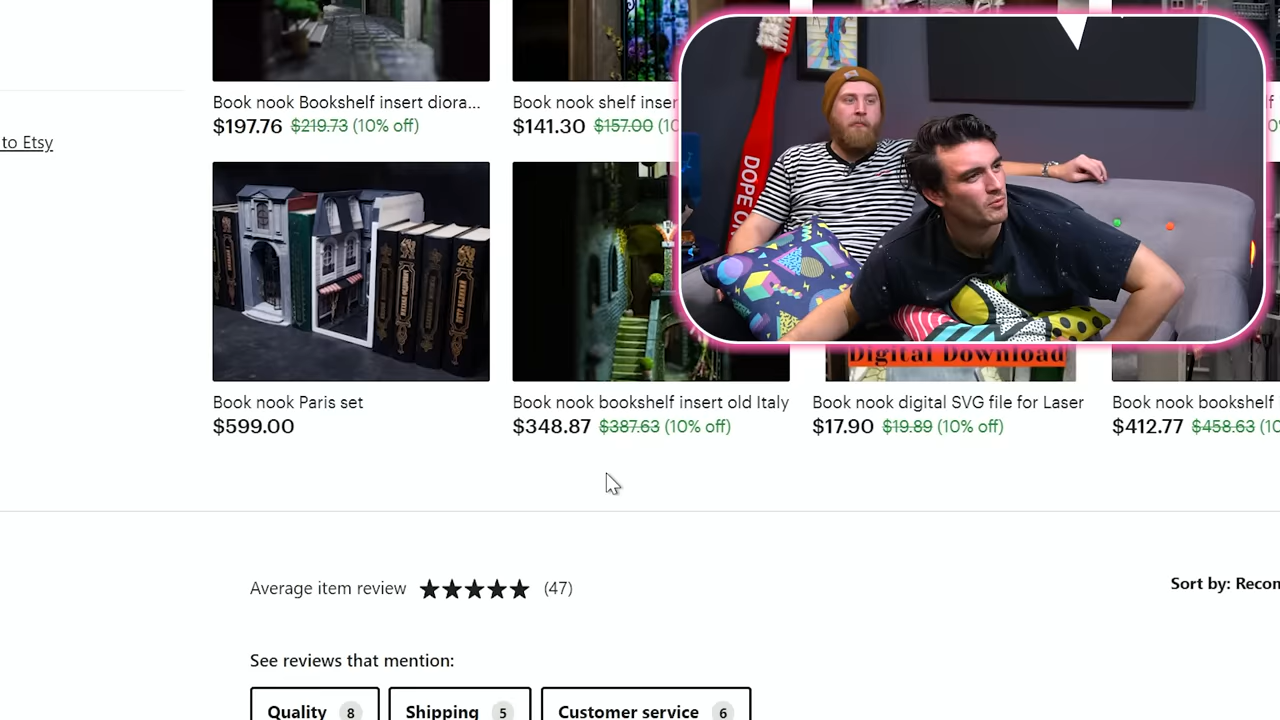 Book nook Bookshelf insert diora...
$197.76 $219.73 (10% off)
Book nook shelf inser
$141.30 $157.00 (10
to Etsy
DOPE O
Book nook Paris set
$599.00
Book nook bookshelf insert old Italy
$348.87 $387.63 (10% off)
Digital Download
Book nook digital SVG file for Laser
$17.90 $19.89 (10% off)
Book nook bookshelf
$412.77 $458.63 (10
Average item review ★★★★★ (47)
Sort by: Recom
See reviews that mention:
Quality 8
Shipping 5
Customer service 6